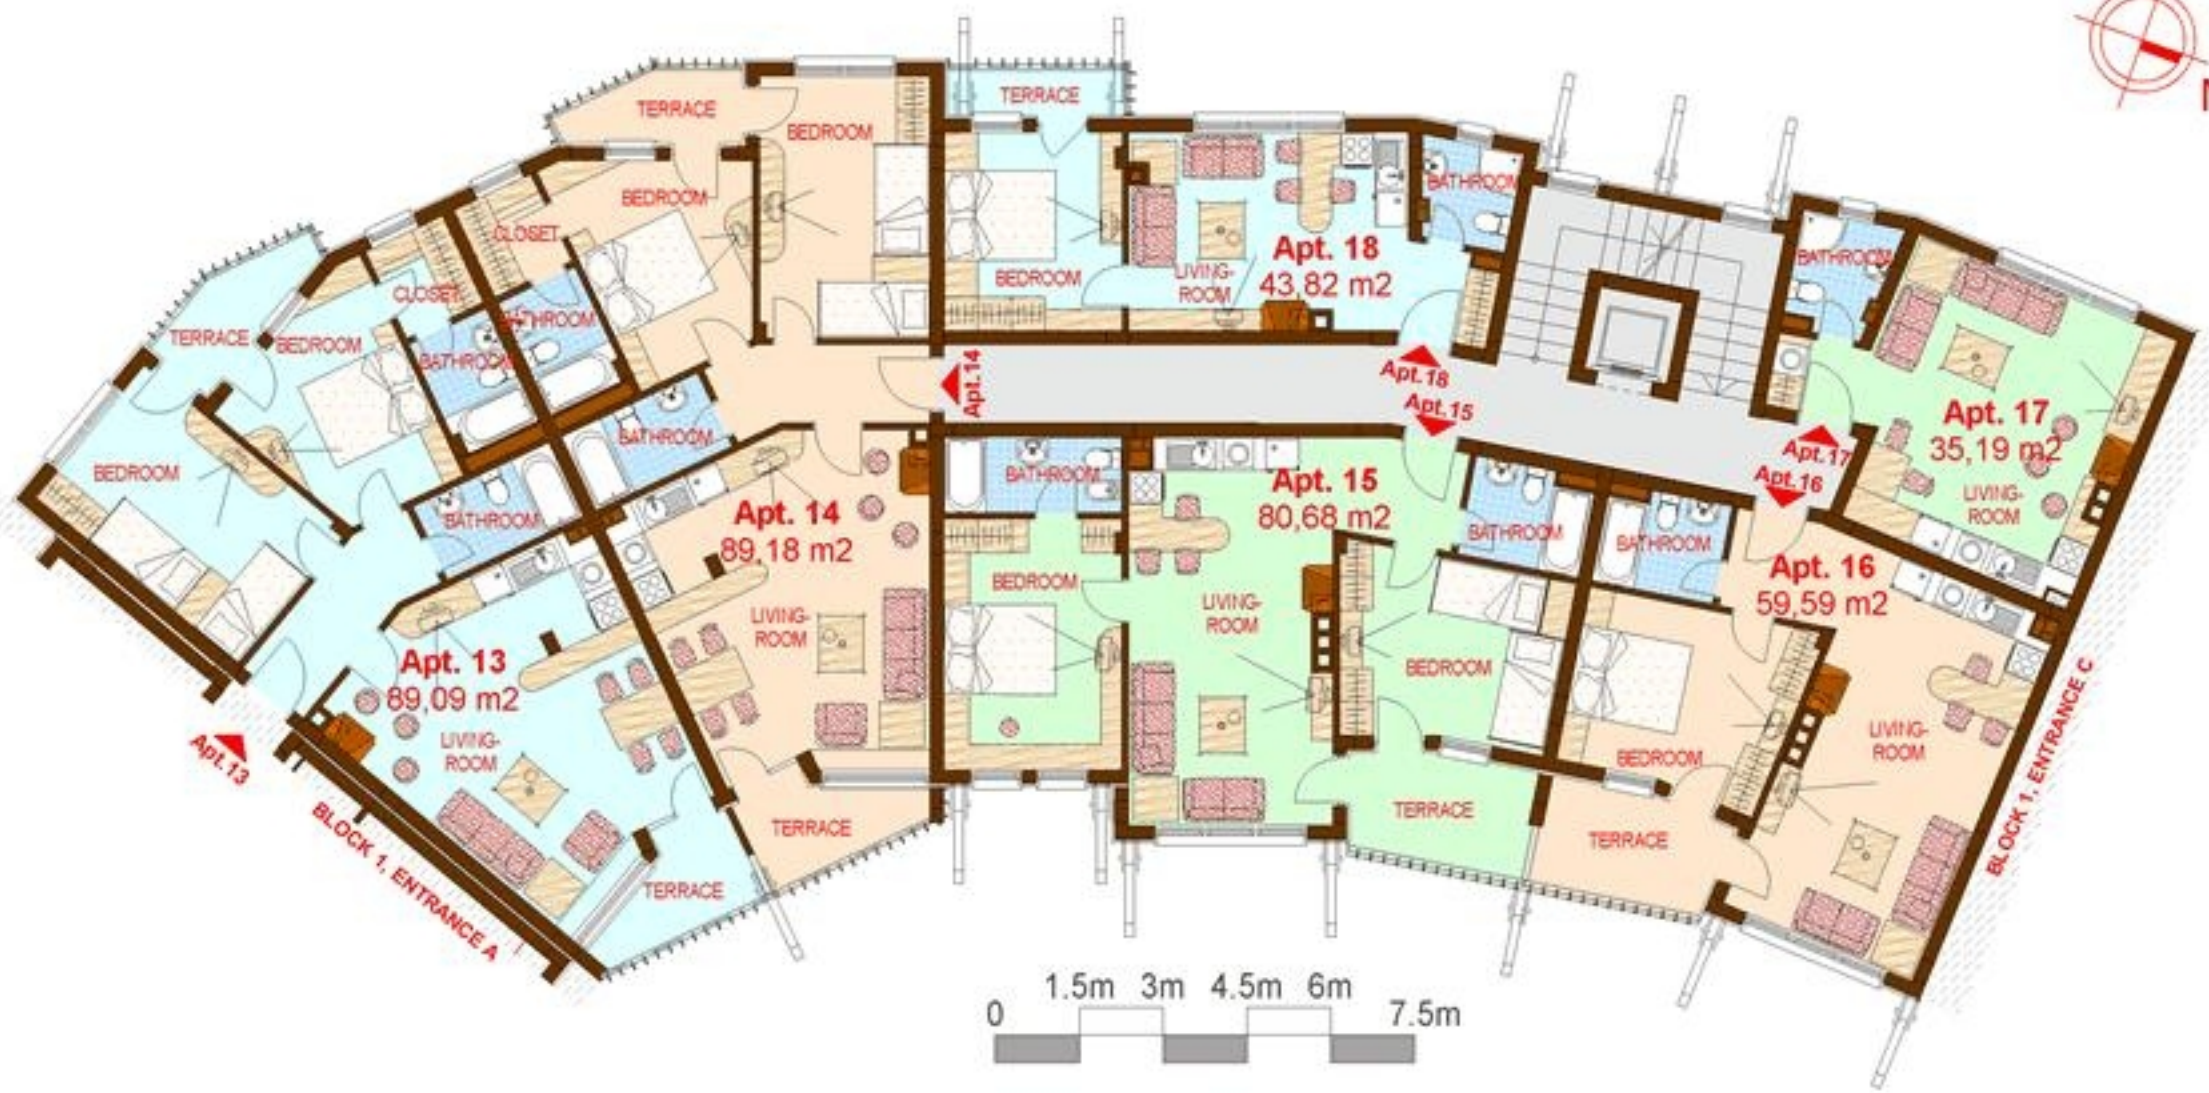 N
TERRACE
BEDROOM
BEDROOM
CLOSET
BATHROOM
BATHROOM
TERRACE
BEDROOM
CLOSET
BATHROOM
BEDROOM
BATHROOM
Apt. 13
89,09 m2
LIVING-
ROOM
TERRACE
Apt.13
BLOCK 1, ENTRANCE A
Apt. 14
89,18 m2
LIVING-
ROOM
TERRACE
Apt.14
TERRACE
BEDROOM
LIVING-
ROOM
Apt. 18
43,82 m2
BATHROOM
Apt.18
Apt.15
BATHROOM
BEDROOM
Apt. 15
80,68 m2
LIVING-
ROOM
BATHROOM
BEDROOM
TERRACE
BATHROOM
Apt. 17
35,19 m2
LIVING-
ROOM
Apt.17
Apt.16
BATHROOM
Apt. 16
59,59 m2
BEDROOM
LIVING-
ROOM
TERRACE
BLOCK 1, ENTRANCE C
0 1.5m 3m 4.5m 6m 7.5m